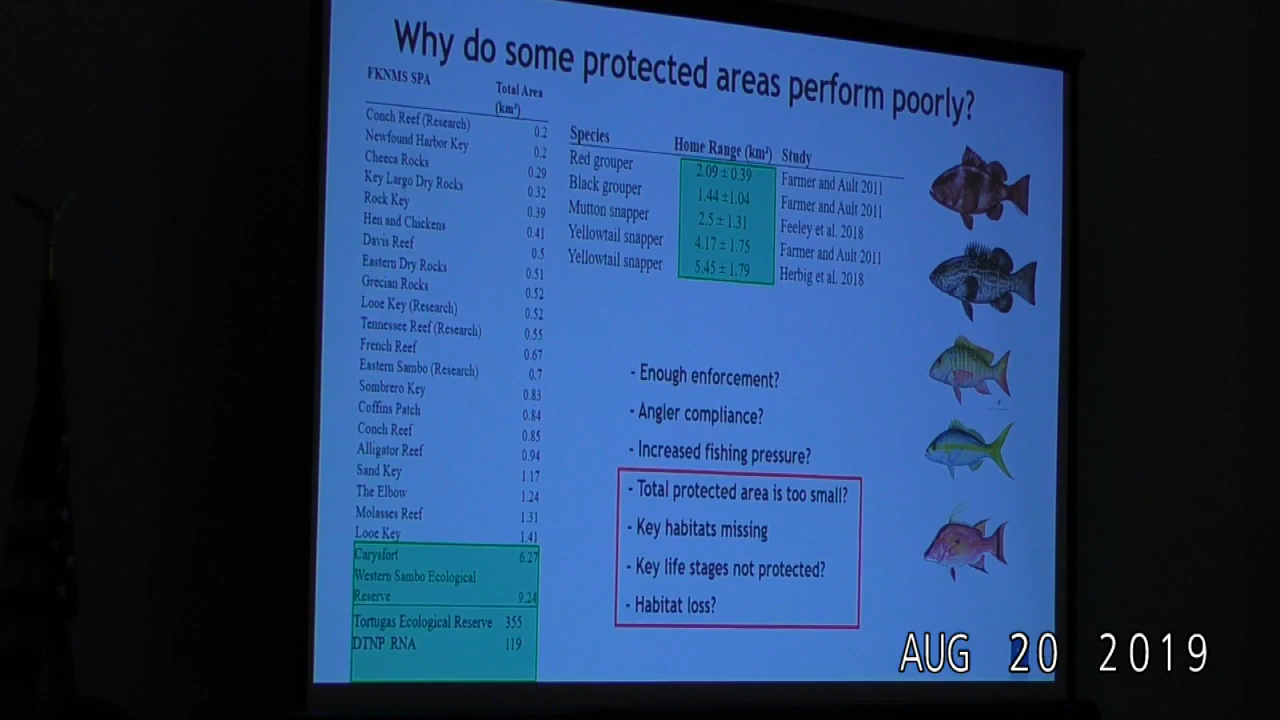 Why do some protected areas perform poorly?
FKNMS SPA Total Area (km²)
Conch Reef (Research) 0.2
Newfound Harbor Key 0.2
Cheeca Rocks 0.29
Key Largo Dry Rocks 0.32
Rock Key 0.39
Hen and Chickens 0.41
Davis Reef 0.5
Eastern Dry Rocks 0.51
Grecian Rocks 0.52
Looe Key (Research) 0.52
Tennessee Reef (Research) 0.55
French Reef 0.67
Eastern Sambo (Research) 0.7
Sombrero Key 0.83
Coffins Patch 0.84
Conch Reef 0.85
Alligator Reef 0.94
Sand Key 1.17
The Elbow 1.24
Molasses Reef 1.31
Looe Key 1.41
Carysfort 6.27
Western Sambo Ecological
Reserve 9.24
Tortugas Ecological Reserve 355
DTNP RNA 119
Species Home Range (km²) Study
Red grouper 2.09 ± 0.39 Farmer and Ault 2011
Black grouper 1.44 ±1.04 Farmer and Ault 2011
Mutton snapper 2.5 ± 1.31 Feeley et al. 2018
Yellowtail snapper 4.17 ± 1.75 Farmer and Ault 2011
Yellowtail snapper 5.45 ± 1.79 Herbig et al. 2018
- Enough enforcement?
- Angler compliance?
- Increased fishing pressure?
- Total protected area is too small?
- Key habitats missing
- Key life stages not protected?
- Habitat loss?
AUG 20 2019